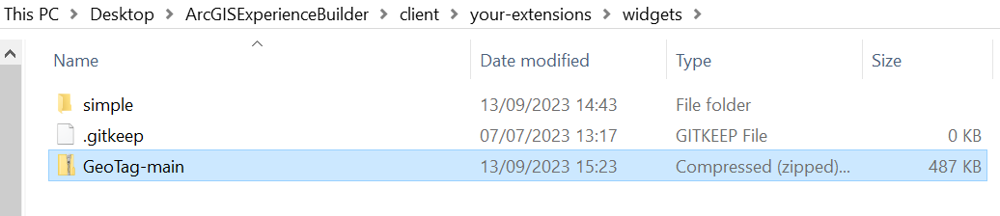 This PC > Desktop > ArcGISExperienceBuilder > client > your-extensions > widgets >
Name Date modified Type Size
simple 13/09/2023 14:43 File folder
.gitkeep 07/07/2023 13:17 GITKEEP File 0 KB
GeoTag-main 13/09/2023 15:23 Compressed (zipped)... 487 KB